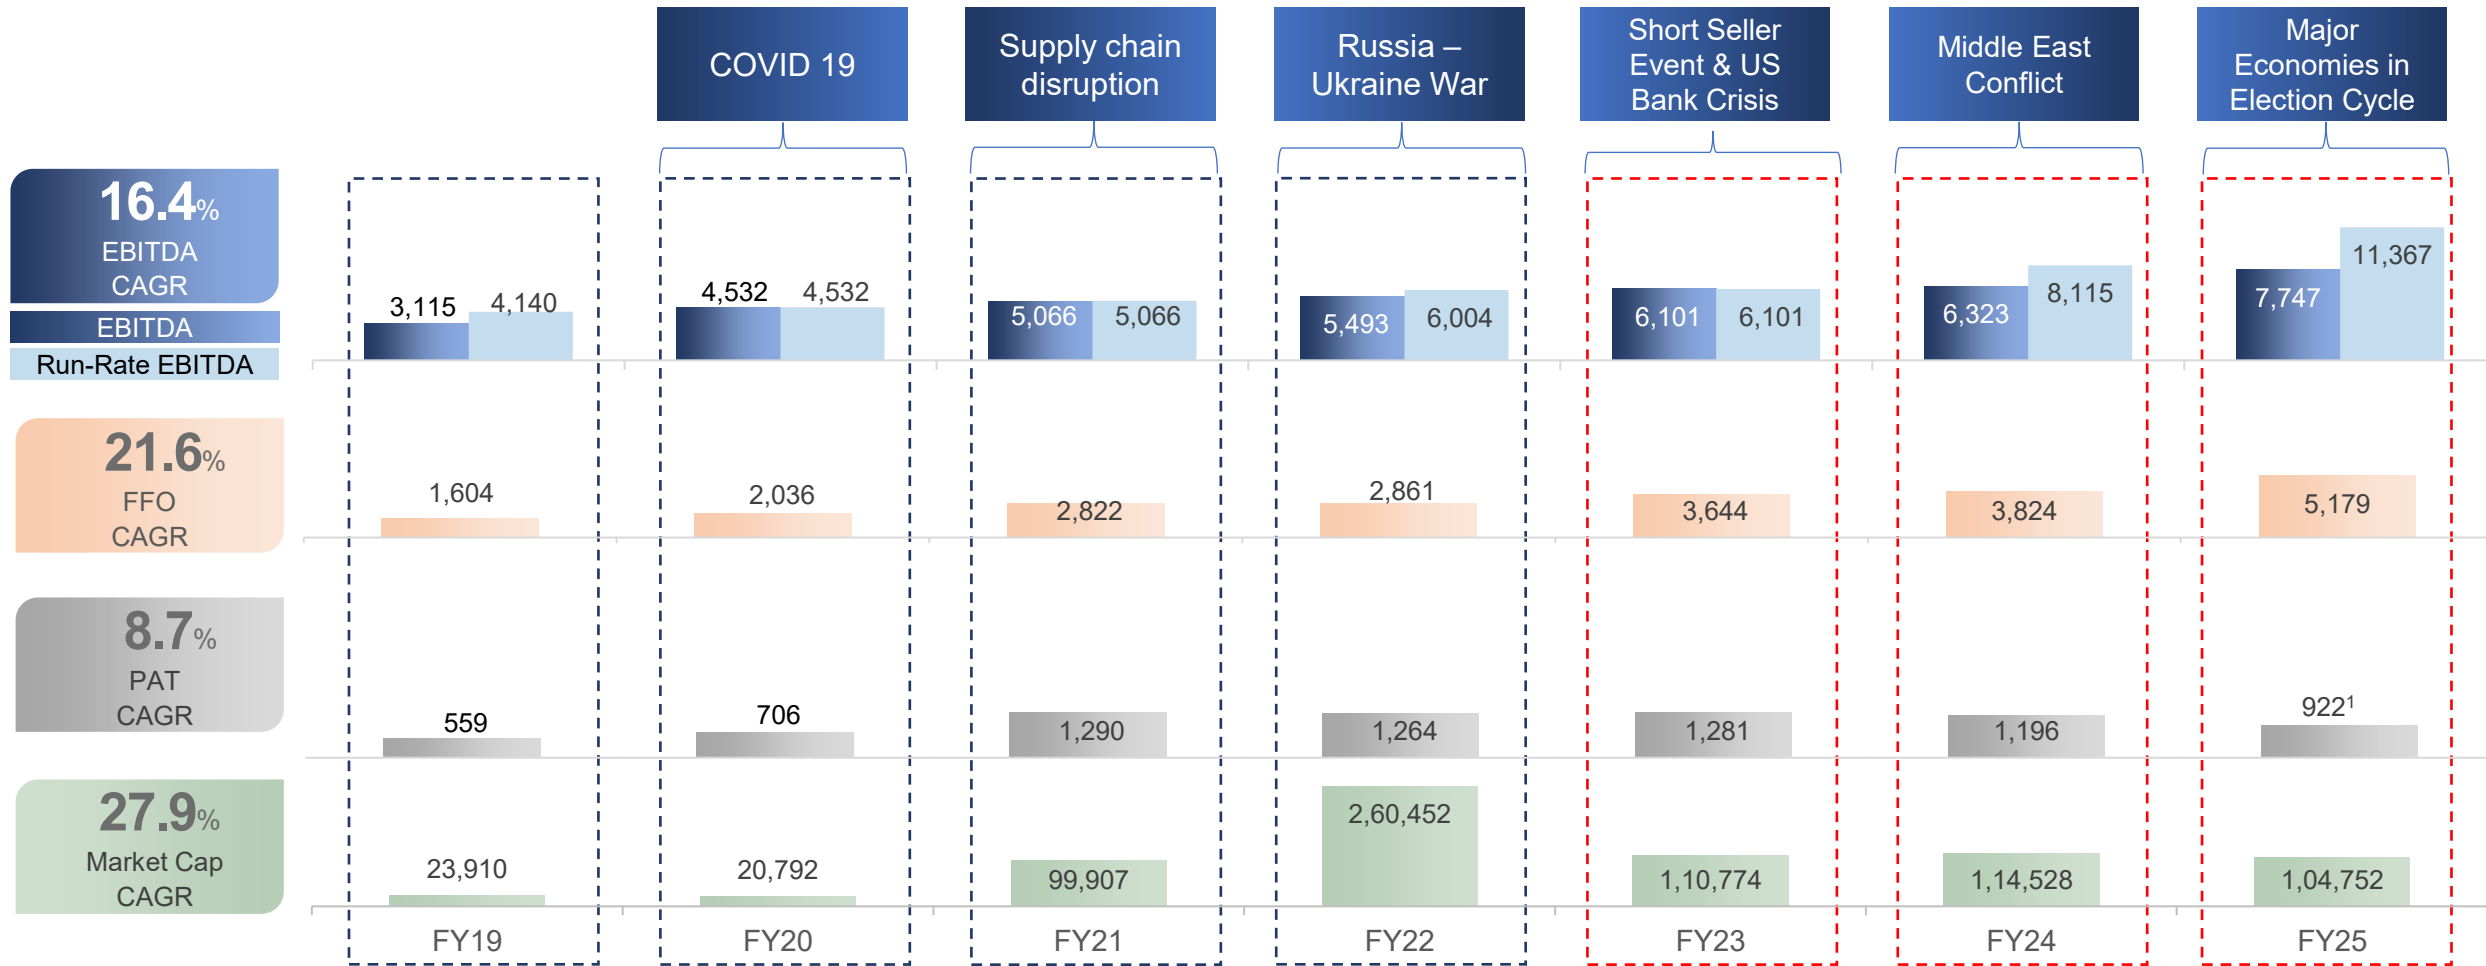 COVID 19
Supply chain
disruption
Russia –
Ukraine War
Short Seller
Event & US
Bank Crisis
Middle East
Conflict
Major
Economies in
Election Cycle
16.4%
EBITDA
CAGR
EBITDA
Run-Rate EBITDA
3,115 4,140
4,532 4,532
5,066 5,066
5,493 6,004
6,101 6,101
6,323 8,115
7,747 11,367
21.6%
FFO
CAGR
1,604
2,036
2,822
2,861
3,644
3,824
5,179
8.7%
PAT
CAGR
559
706
1,290
1,264
1,281
1,196
922¹
27.9%
Market Cap
CAGR
23,910
20,792
99,907
2,60,452
1,10,774
1,14,528
1,04,752
FY19 FY20 FY21 FY22 FY23 FY24 FY25